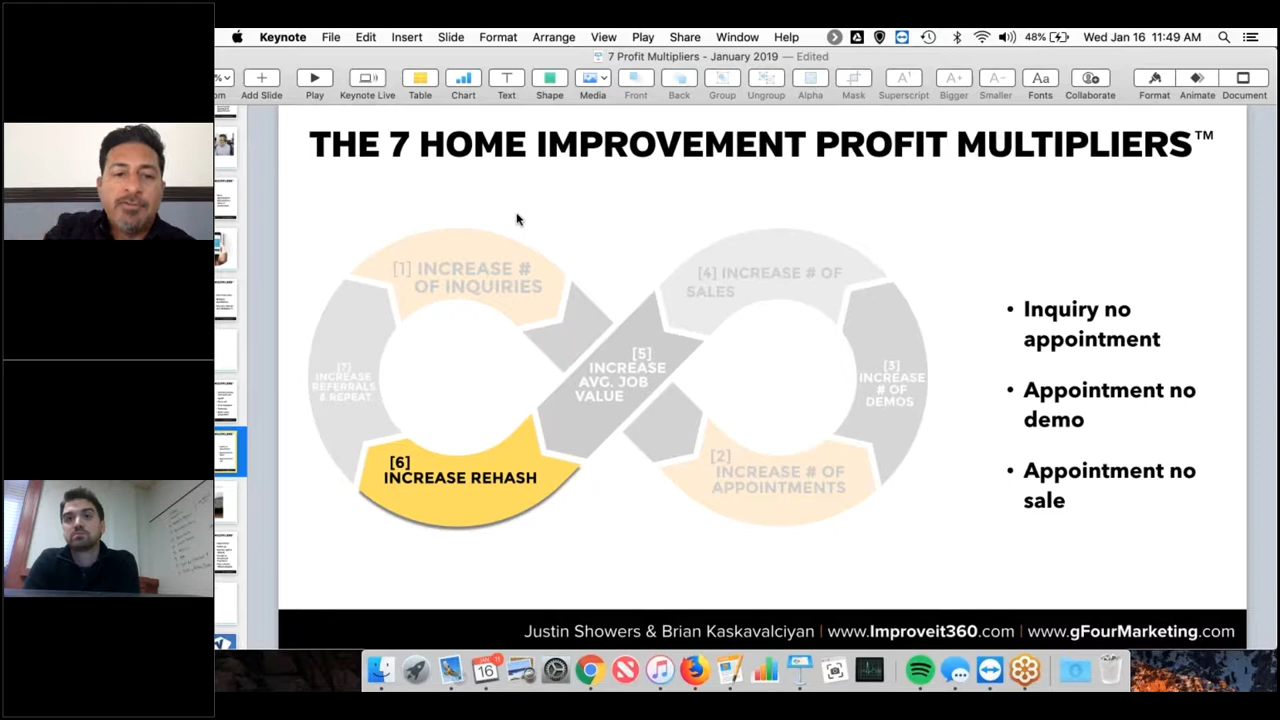 Keynote File Edit Insert Slide Format Arrange View Play Share Window Help 48% Wed Jan 16 11:49 AM
7 Profit Multipliers - January 2019 — Edited
Add Slide Play Keynote Live Table Chart Text Shape Media Front Back Group Ungroup Alpha Mask Superscript Bigger Smaller Fonts Collaborate Format Animate Document
THE 7 HOME IMPROVEMENT PROFIT MULTIPLIERS™
[1] INCREASE #
OF INQUIRIES
[4] INCREASE # OF
SALES
[7]
INCREASE
REFERRALS
& REPEAT
[5]
INCREASE
AVG. JOB
VALUE
[3]
INCREASE
# OF
DEMOS
[6]
INCREASE REHASH
[2]
INCREASE # OF
APPOINTMENTS
• Inquiry no
appointment
• Appointment no
demo
• Appointment no
sale
Justin Showers & Brian Kaskavalciyan | www.Improveit360.com | www.gFourMarketing.com